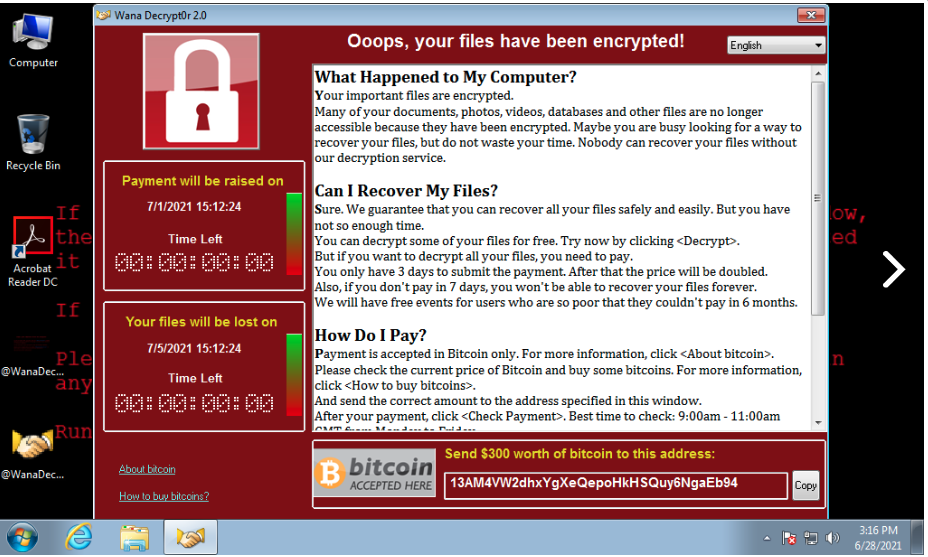 Wana Decrypt0r 2.0
Computer
Recycle Bin
Acrobat
Reader DC
@WanaDec...
@WanaDec...
If
the
it
If
Ple
any
Run
ow,
ed
n
Ooops, your files have been encrypted!
English
Payment will be raised on
7/1/2021 15:12:24
Time Left
00:00:00:00
Your files will be lost on
7/5/2021 15:12:24
Time Left
00:00:00:00
About bitcoin
How to buy bitcoins?
What Happened to My Computer?
Your important files are encrypted.
Many of your documents, photos, videos, databases and other files are no longer
accessible because they have been encrypted. Maybe you are busy looking for a way to
recover your files, but do not waste your time. Nobody can recover your files without
our decryption service.
Can I Recover My Files?
Sure. We guarantee that you can recover all your files safely and easily. But you have
not so enough time.
You can decrypt some of your files for free. Try now by clicking <Decrypt>.
But if you want to decrypt all your files, you need to pay.
You only have 3 days to submit the payment. After that the price will be doubled.
Also, if you don't pay in 7 days, you won't be able to recover your files forever.
We will have free events for users who are so poor that they couldn't pay in 6 months.
How Do I Pay?
Payment is accepted in Bitcoin only. For more information, click <About bitcoin>.
Please check the current price of Bitcoin and buy some bitcoins. For more information,
click <How to buy bitcoins>.
And send the correct amount to the address specified in this window.
After your payment, click <Check Payment>. Best time to check: 9:00am - 11:00am
GMT from Monday to Friday.
bitcoin
ACCEPTED HERE
Send $300 worth of bitcoin to this address:
13AM4VW2dhxYgXeQepoHkHSQuy6NgaEb94
Copy
3:16 PM
6/28/2021